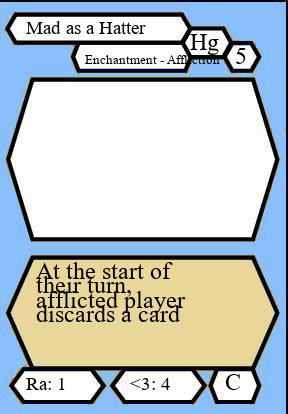 Mad as a Hatter
Hg
Enchantment - Affliction
5
At the start of
their turn,
afflicted player
discards a card
Ra: 1
<3: 4
C